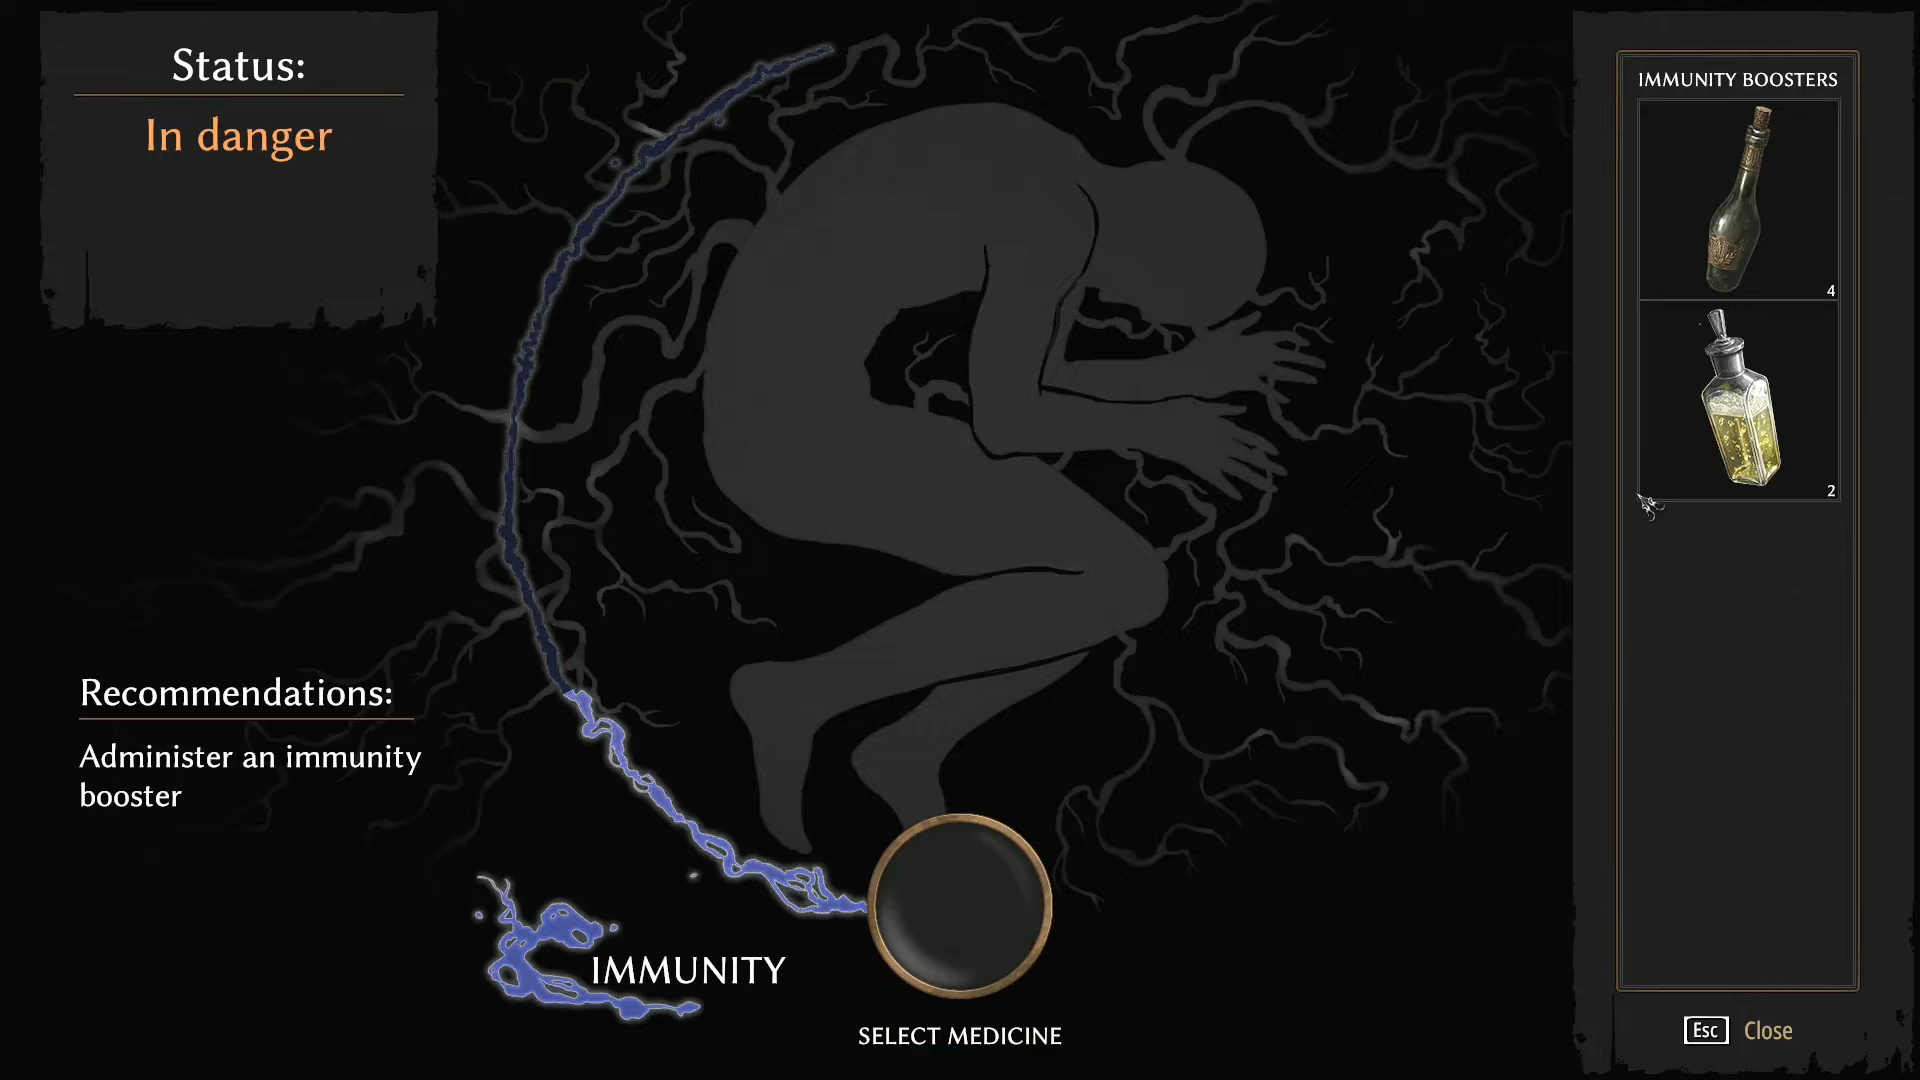 Status:
In danger
Recommendations:
Administer an immunity
booster
IMMUNITY
SELECT MEDICINE
IMMUNITY BOOSTERS
4
2
Esc Close